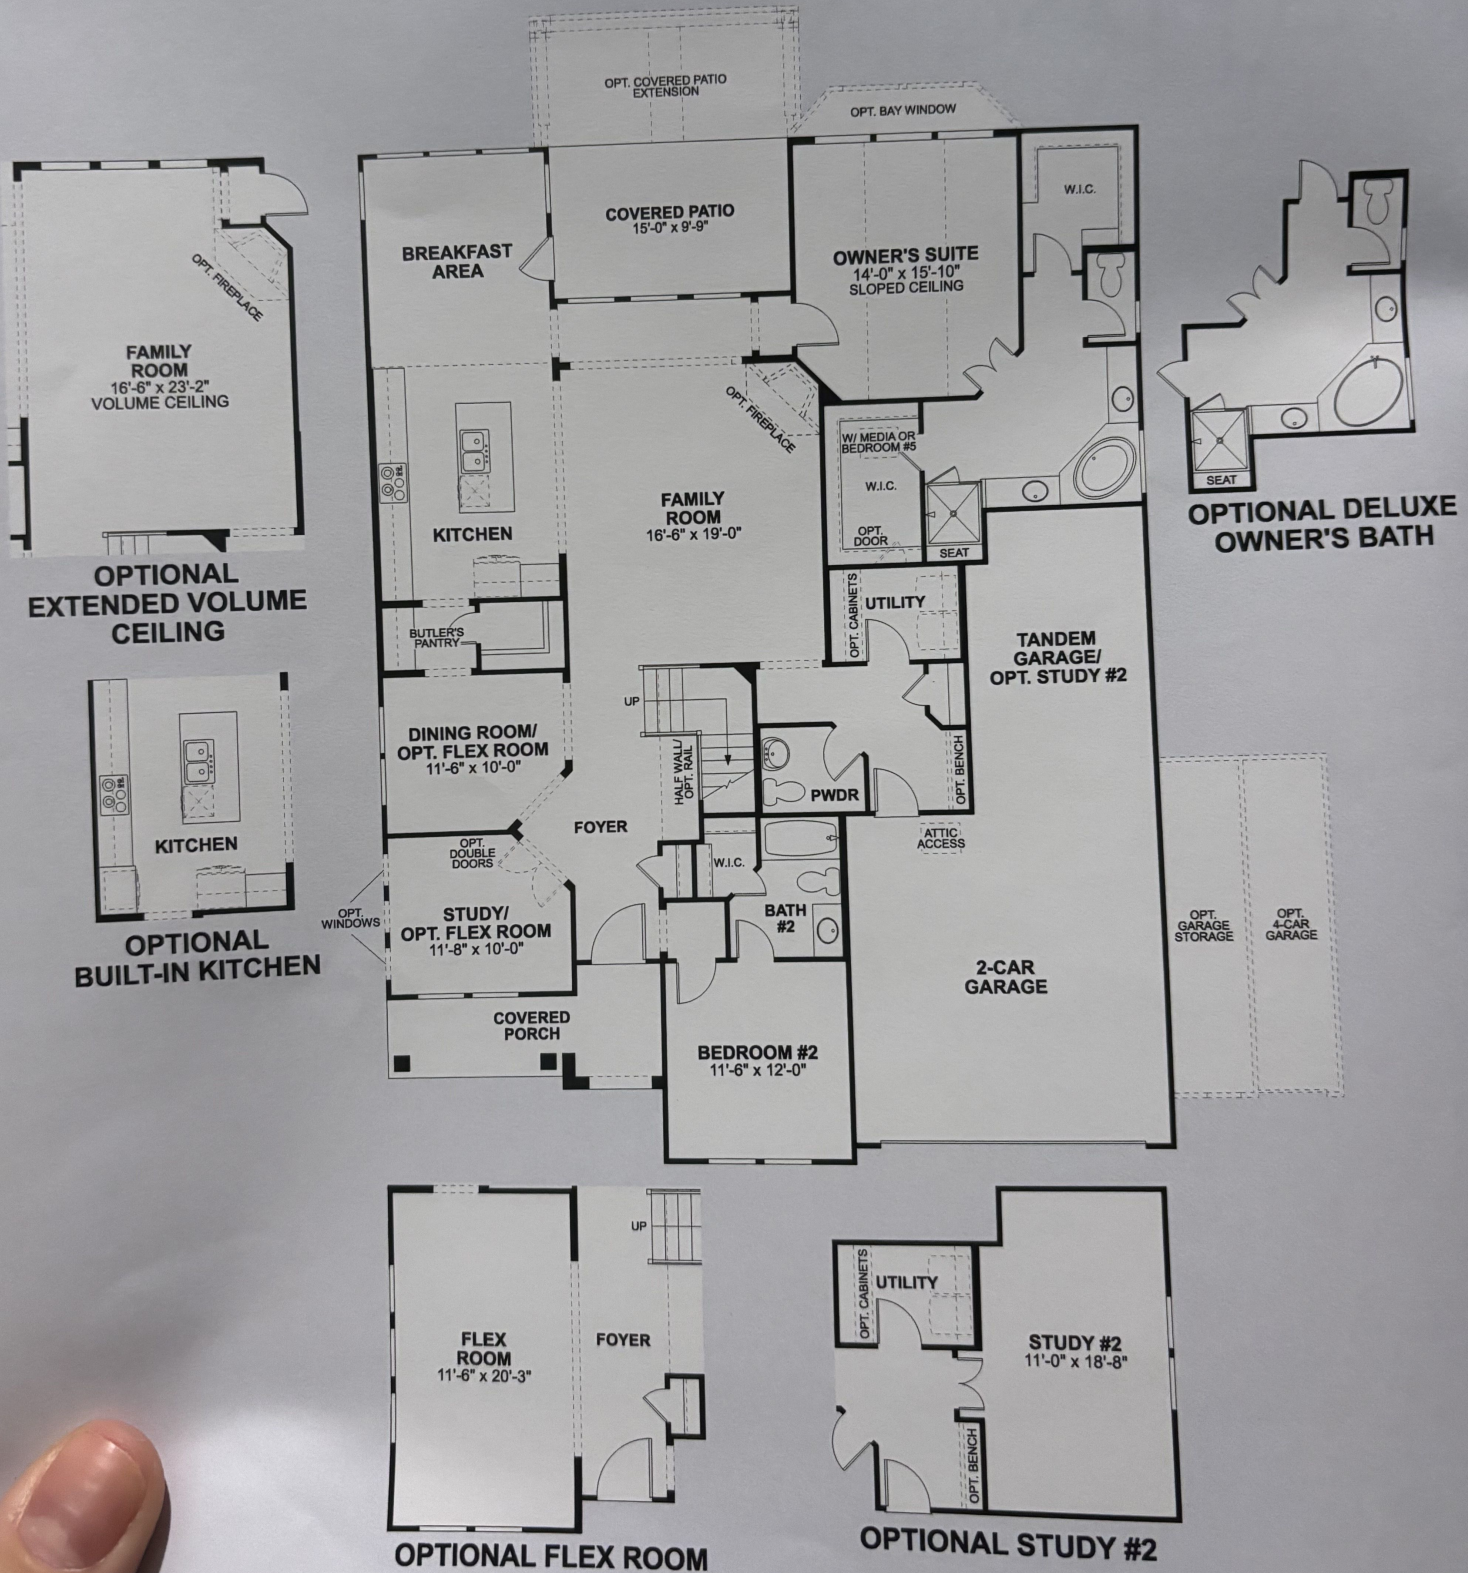 OPT. COVERED PATIO
EXTENSION
OPT. BAY WINDOW
W.I.C.
COVERED PATIO
15'-0" x 9'-9"
BREAKFAST
AREA
OWNER'S SUITE
14'-0" x 15'-10"
SLOPED CEILING
OPT. FIREPLACE
FAMILY
ROOM
16'-6" x 23'-2"
VOLUME CEILING
OPTIONAL
EXTENDED VOLUME
CEILING
OPT. FIREPLACE
W/ MEDIA OR
BEDROOM #5
W.I.C.
OPT.
DOOR
SEAT
SEAT
OPTIONAL DELUXE
OWNER'S BATH
KITCHEN
FAMILY
ROOM
16'-6" x 19'-0"
OPT. CABINETS
UTILITY
BUTLER'S
PANTRY
TANDEM
GARAGE/
OPT. STUDY #2
UP
DINING ROOM/
OPT. FLEX ROOM
11'-6" x 10'-0"
HALF WALL/
OPT. RAIL
PWDR
OPT. BENCH
KITCHEN
OPTIONAL
BUILT-IN KITCHEN
FOYER
OPT.
DOUBLE
DOORS
ATTIC
ACCESS
W.I.C.
OPT.
WINDOWS
STUDY/
OPT. FLEX ROOM
11'-8" x 10'-0"
BATH
#2
OPT.
GARAGE
STORAGE
OPT.
4-CAR
GARAGE
2-CAR
GARAGE
COVERED
PORCH
BEDROOM #2
11'-6" x 12'-0"
UP
FLEX
ROOM
11'-6" x 20'-3"
FOYER
OPTIONAL FLEX ROOM
OPT. CABINETS
UTILITY
STUDY #2
11'-0" x 18'-8"
OPT. BENCH
OPTIONAL STUDY #2